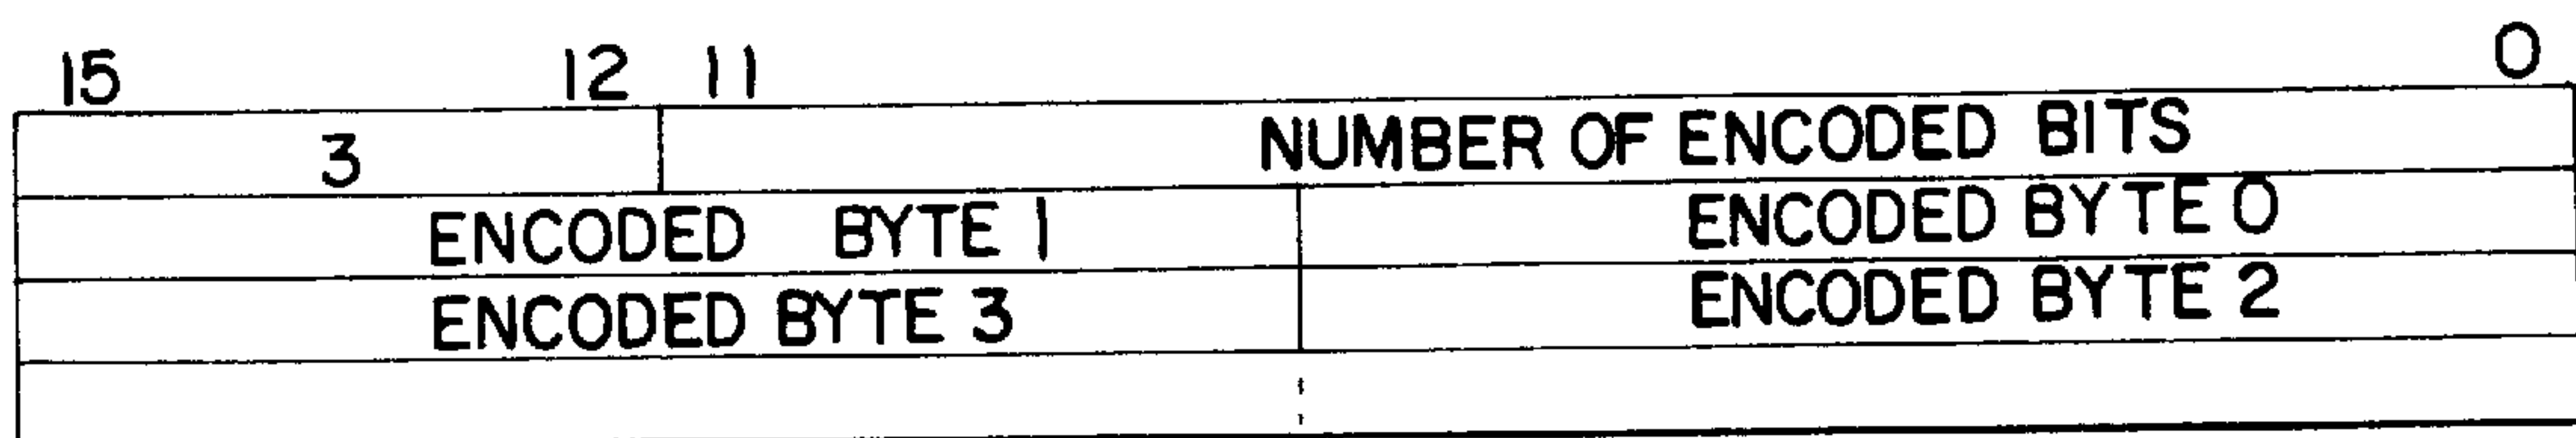 15 12 11 0
3 NUMBER OF ENCODED BITS
ENCODED BYTE 1 ENCODED BYTE 0
ENCODED BYTE 3 ENCODED BYTE 2